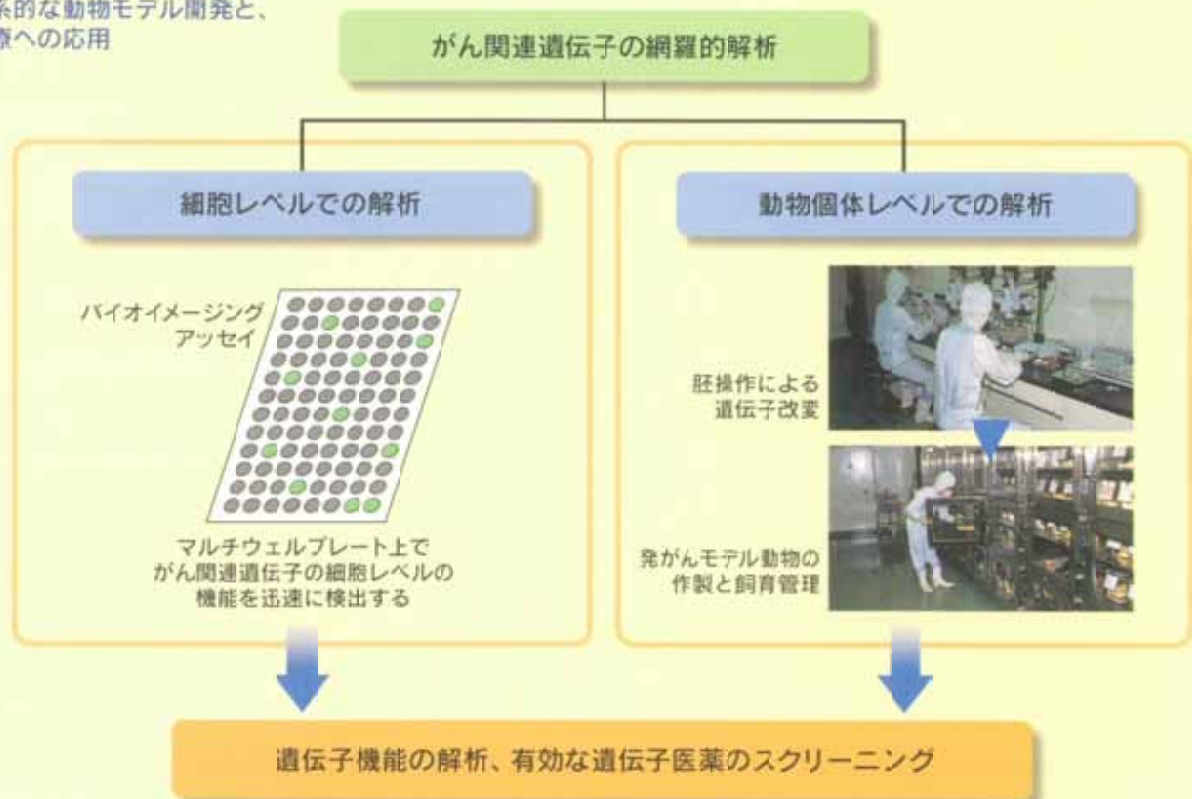 系的な動物モデル開発と、
療への応用
がん関連遺伝子の網羅的解析
細胞レベルでの解析
バイオイメージング
アッセイ
マルチウェルプレート上で
がん関連遺伝子の細胞レベルの
機能を迅速に検出する
動物個体レベルでの解析
胚操作による
遺伝子改変
発がんモデル動物の
作製と飼育管理
遺伝子機能の解析、有効な遺伝子医薬のスクリーニング